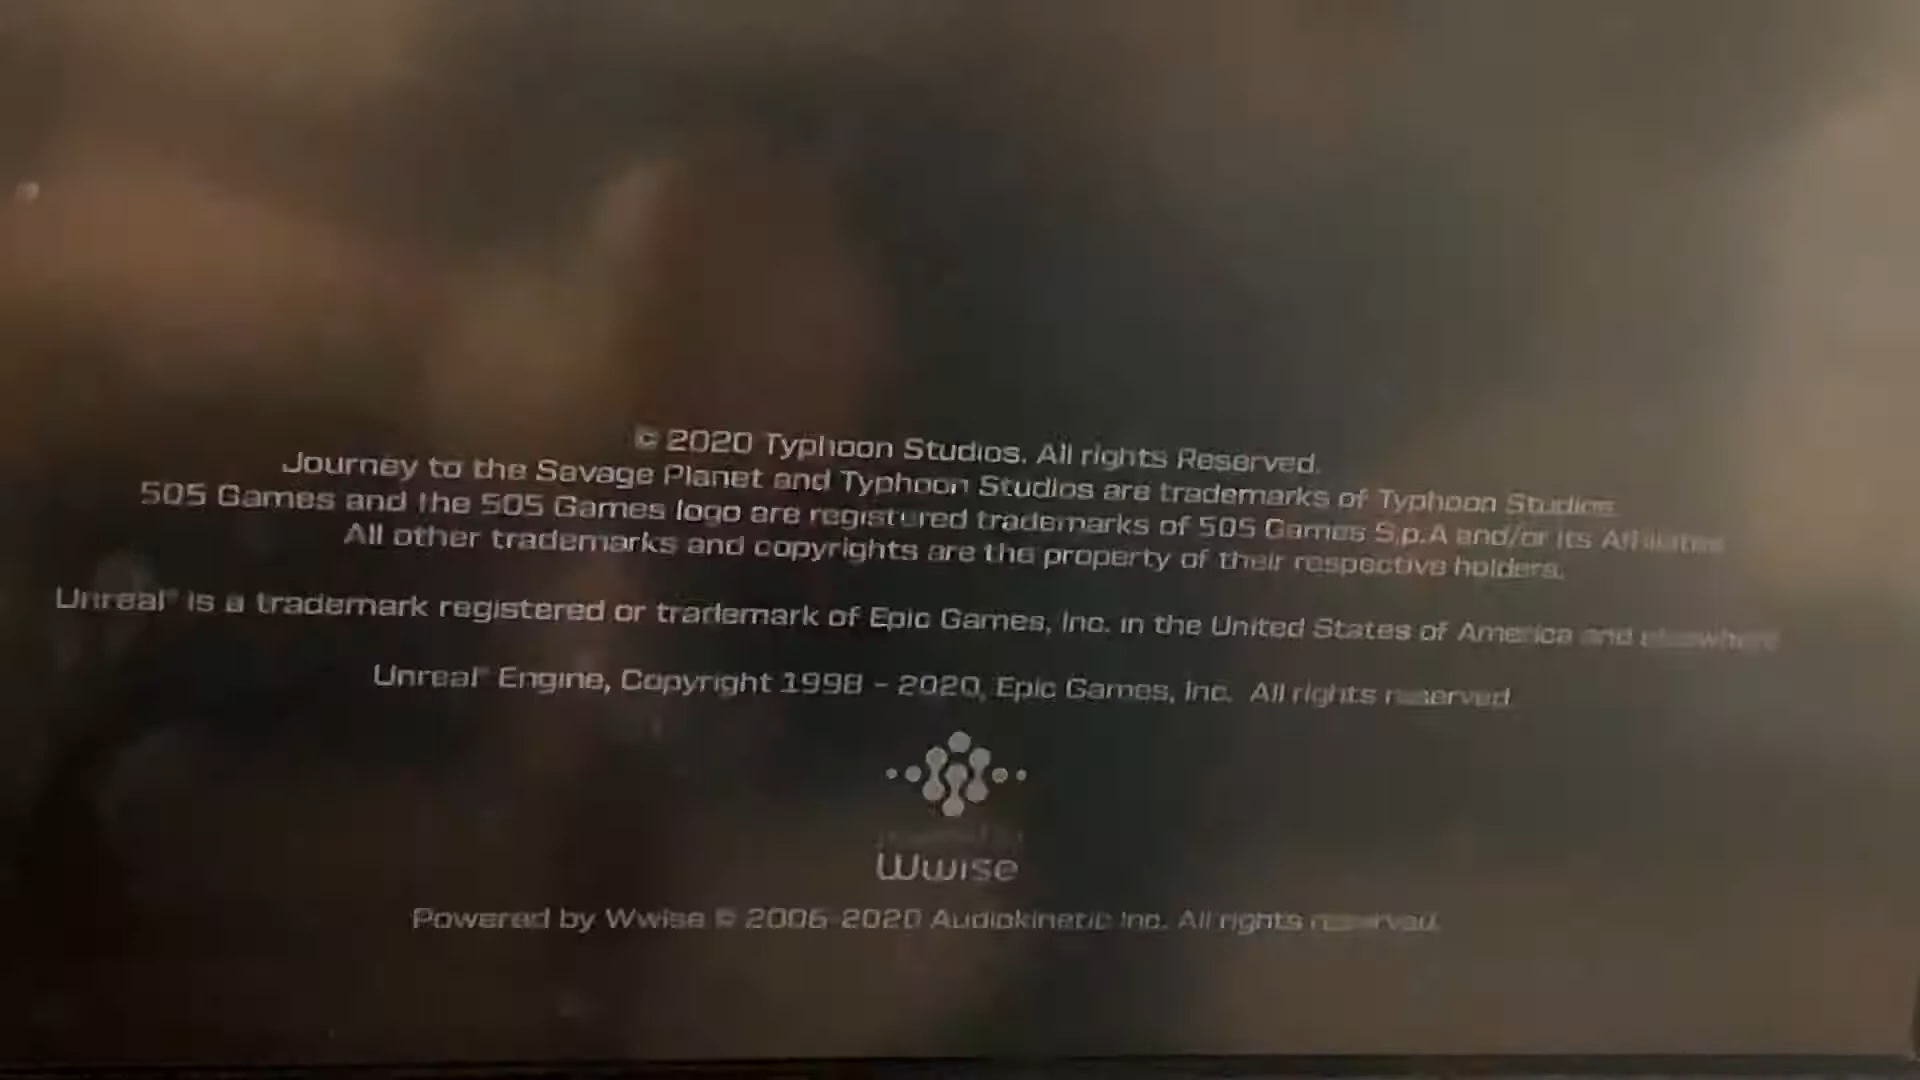 © 2020 Typhoon Studios. All rights Reserved.
Journey to the Savage Planet and Typhoon Studios are trademarks of Typhoon Studios.
505 Games and the 505 Games logo are registered trademarks of 505 Games S.p.A and/or its Affiliates
All other trademarks and copyrights are the property of their respective holders.
Unreal® is a trademark registered or trademark of Epic Games, Inc. in the United States of America and elsewhere
Unreal® Engine, Copyright 1998 - 2020, Epic Games, Inc. All rights reserved.
Wwise
Powered by Wwise © 2006-2020 Audiokinetic Inc. All rights reserved.